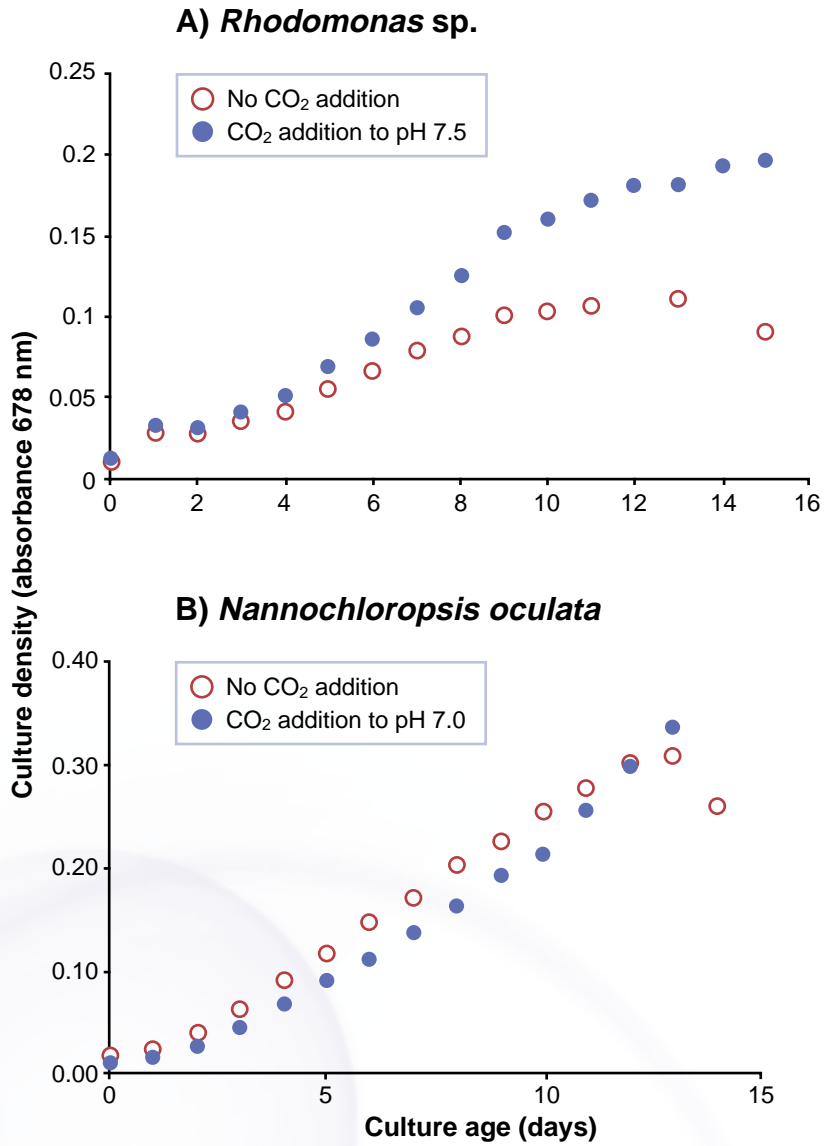 A) Rhodomonas sp.
0.25
No CO₂ addition
CO₂ addition to pH 7.5
0.2
0.15
0.1
0.05
0
0 2 4 6 8 10 12 14 16
Culture density (absorbance 678 nm)
B) Nannochloropsis oculata
0.40
No CO₂ addition
CO₂ addition to pH 7.0
0.30
0.20
0.10
0.00
0 5 10 15
Culture age (days)